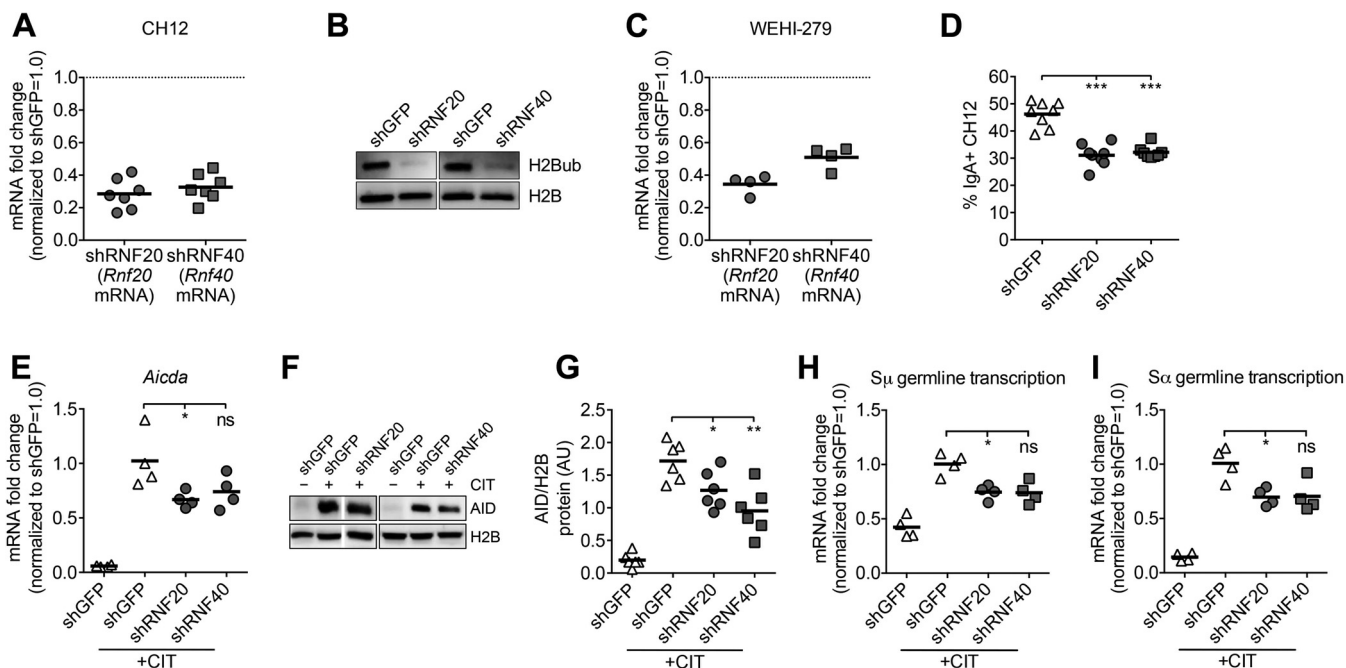 A
CH12
mRNA fold change
(normalized to shGFP=1.0)
1.0
0.8
0.6
0.4
0.2
0.0
shRNF20
(Rnf20
mRNA)
shRNF40
(Rnf40
mRNA)
B
shGFP
shRNF20
shGFP
shRNF40
H2Bub
H2B
C
WEHI-279
mRNA fold change
(normalized to shGFP=1.0)
1.0
0.8
0.6
0.4
0.2
0.0
shRNF20
(Rnf20
mRNA)
shRNF40
(Rnf40
mRNA)
D
% IgA+ CH12
60
50
40
30
20
10
0
*** ***
shGFP
shRNF20
shRNF40
E
Aicda
mRNA fold change
(normalized to shGFP=1.0)
1.5
1.0
0.5
0.0
* ns
shGFP
shGFP
shRNF20
shRNF40
+CIT
F
shGFP
shGFP
shRNF20
shGFP
shGFP
shRNF40
– + + – + + CIT
AID
H2B
G
AID/H2B
protein (AU)
2.5
2.0
1.5
1.0
0.5
0.0
* **
shGFP
shGFP
shRNF20
shRNF40
+CIT
H
Sμ germline transcription
mRNA fold change
(normalized to shGFP=1.0)
1.5
1.0
0.5
0.0
* ns
shGFP
shGFP
shRNF20
shRNF40
+CIT
I
Sα germline transcription
mRNA fold change
(normalized to shGFP=1.0)
1.5
1.0
0.5
0.0
* ns
shGFP
shGFP
shRNF20
shRNF40
+CIT